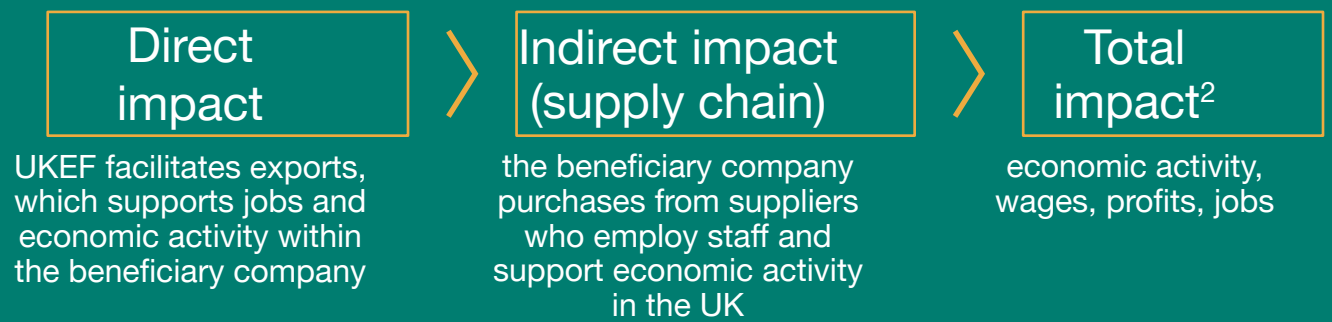 Direct
impact
UKEF facilitates exports,
which supports jobs and
economic activity within
the beneficiary company
Indirect impact
(supply chain)
the beneficiary company
purchases from suppliers
who employ staff and
support economic activity
in the UK
Total
impact²
economic activity,
wages, profits, jobs